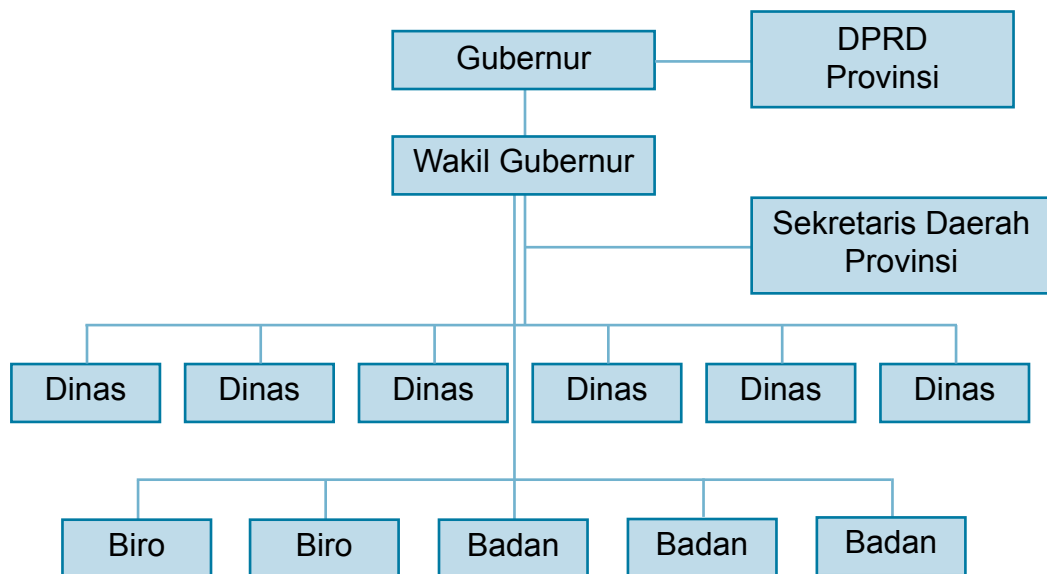 Gubernur
DPRD
Provinsi
Wakil Gubernur
Sekretaris Daerah
Provinsi
Dinas
Dinas
Dinas
Dinas
Dinas
Dinas
Biro
Biro
Badan
Badan
Badan